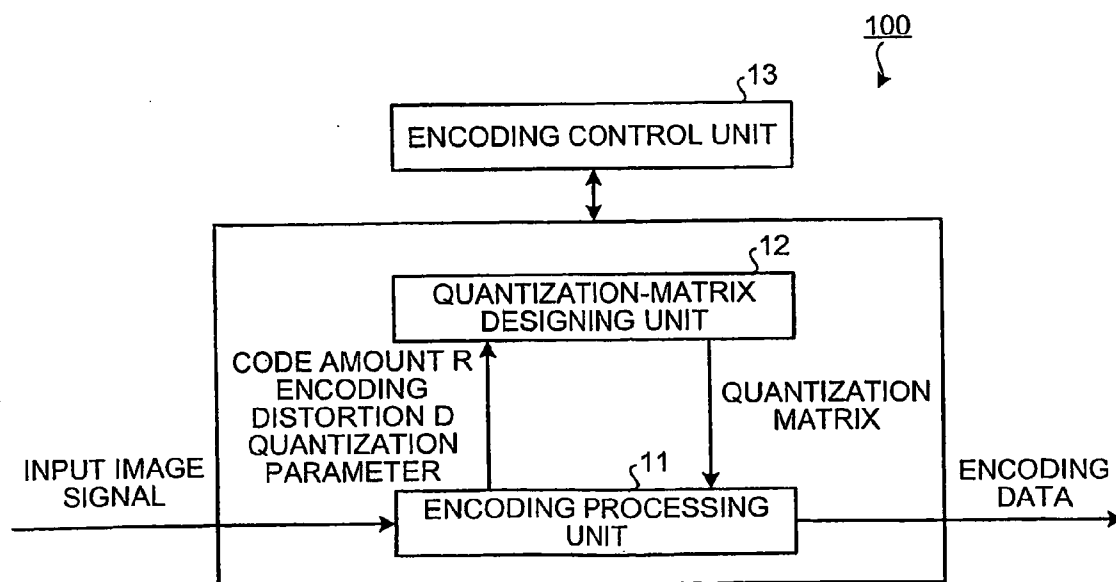 100
13
ENCODING CONTROL UNIT
12
QUANTIZATION-MATRIX
DESIGNING UNIT
CODE AMOUNT R
ENCODING
DISTORTION D
QUANTIZATION
PARAMETER
QUANTIZATION
MATRIX
INPUT IMAGE
SIGNAL
11
ENCODING PROCESSING
UNIT
ENCODING
DATA